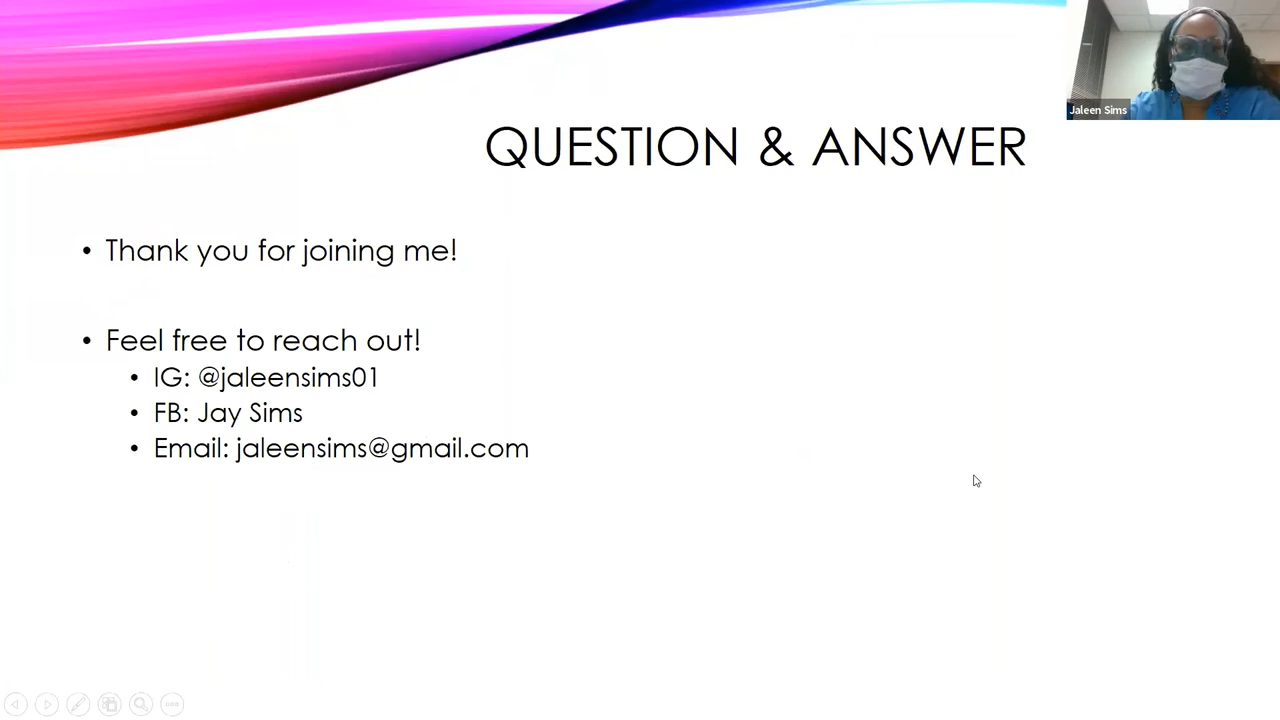 Jaleen Sims
QUESTION & ANSWER
• Thank you for joining me!
• Feel free to reach out!
• IG: @jaleensims01
• FB: Jay Sims
• Email: jaleensims@gmail.com